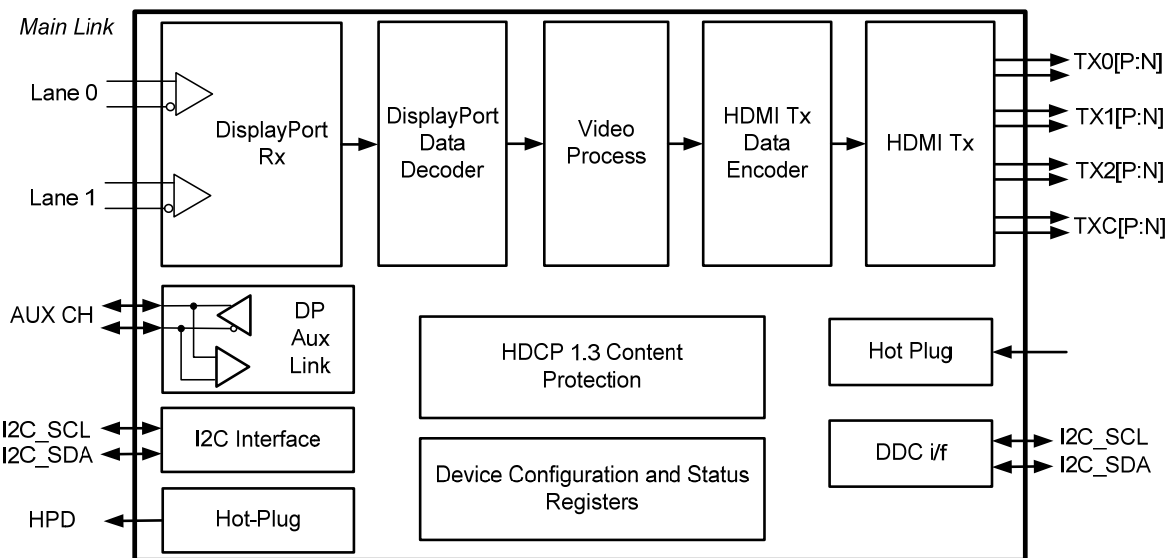 Main Link
Lane 0
Lane 1
DisplayPort
Rx
DisplayPort
Data
Decoder
Video
Process
HDMI Tx
Data
Encoder
HDMI Tx
TX0[P:N]
TX1[P:N]
TX2[P:N]
TXC[P:N]
AUX CH
DP
Aux
Link
HDCP 1.3 Content
Protection
Hot Plug
I2C_SCL
I2C_SDA
I2C Interface
Device Configuration and Status
Registers
DDC i/f
I2C_SCL
I2C_SDA
HPD
Hot-Plug